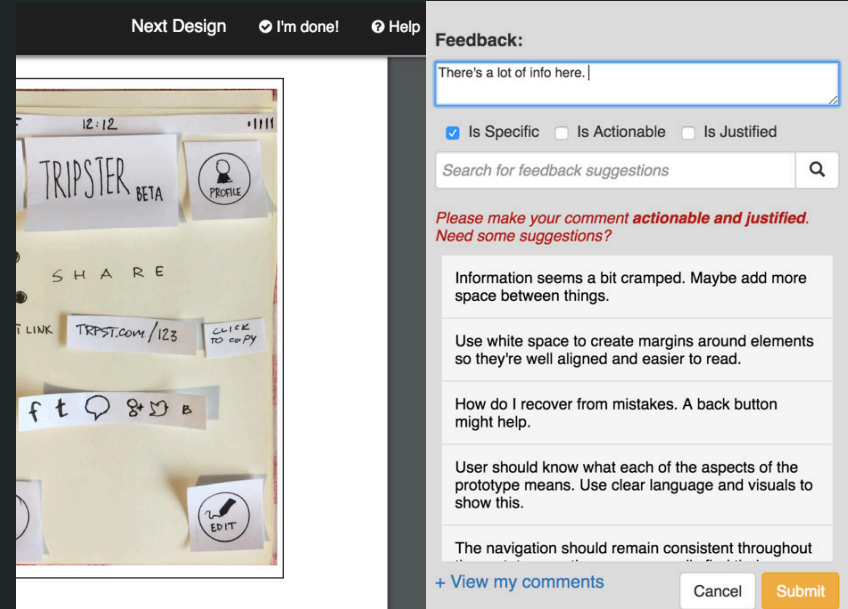 Next Design
I'm done!
Help
12:12
TRIPSTER BETA
PROFILE
SHARE
LINK
TRPST.COM/123
CLICK
TO COPY
f t g+ B
EDIT
Feedback:
There's a lot of info here.
Is Specific
Is Actionable
Is Justified
Search for feedback suggestions
Please make your comment actionable and justified.
Need some suggestions?
Information seems a bit cramped. Maybe add more
space between things.
Use white space to create margins around elements
so they're well aligned and easier to read.
How do I recover from mistakes. A back button
might help.
User should know what each of the aspects of the
prototype means. Use clear language and visuals to
show this.
The navigation should remain consistent throughout
+ View my comments
Cancel
Submit